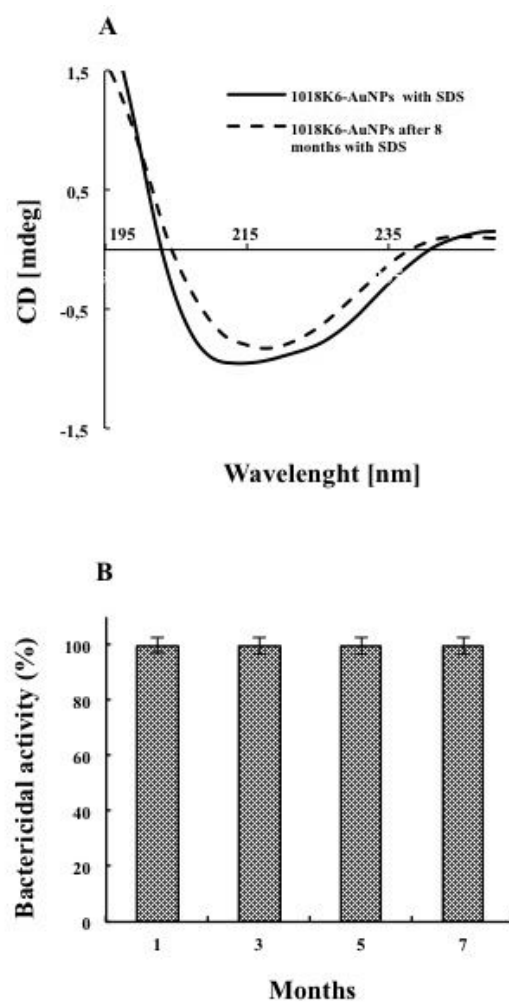 A
1,5
1018K6-AuNPs with SDS
1018K6-AuNPs after 8
months with SDS
0,5
195 215 235
-0,5
-1,5
CD [mdeg]
Wavelenght [nm]
B
Bactericidal activity (%)
100
80
60
40
20
0
1 3 5 7
Months